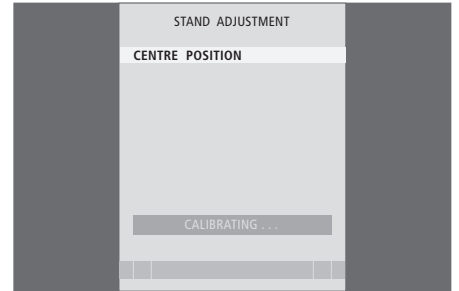 STAND ADJUSTMENT
CENTRE POSITION
CALIBRATING . . .